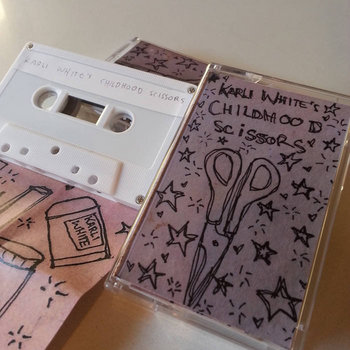 KARLI WHITE'S CHILDHOOD SCISSORS
KARLI WHITE'S
CHILDHOOD
SCISSORS
KARLI
WHITE